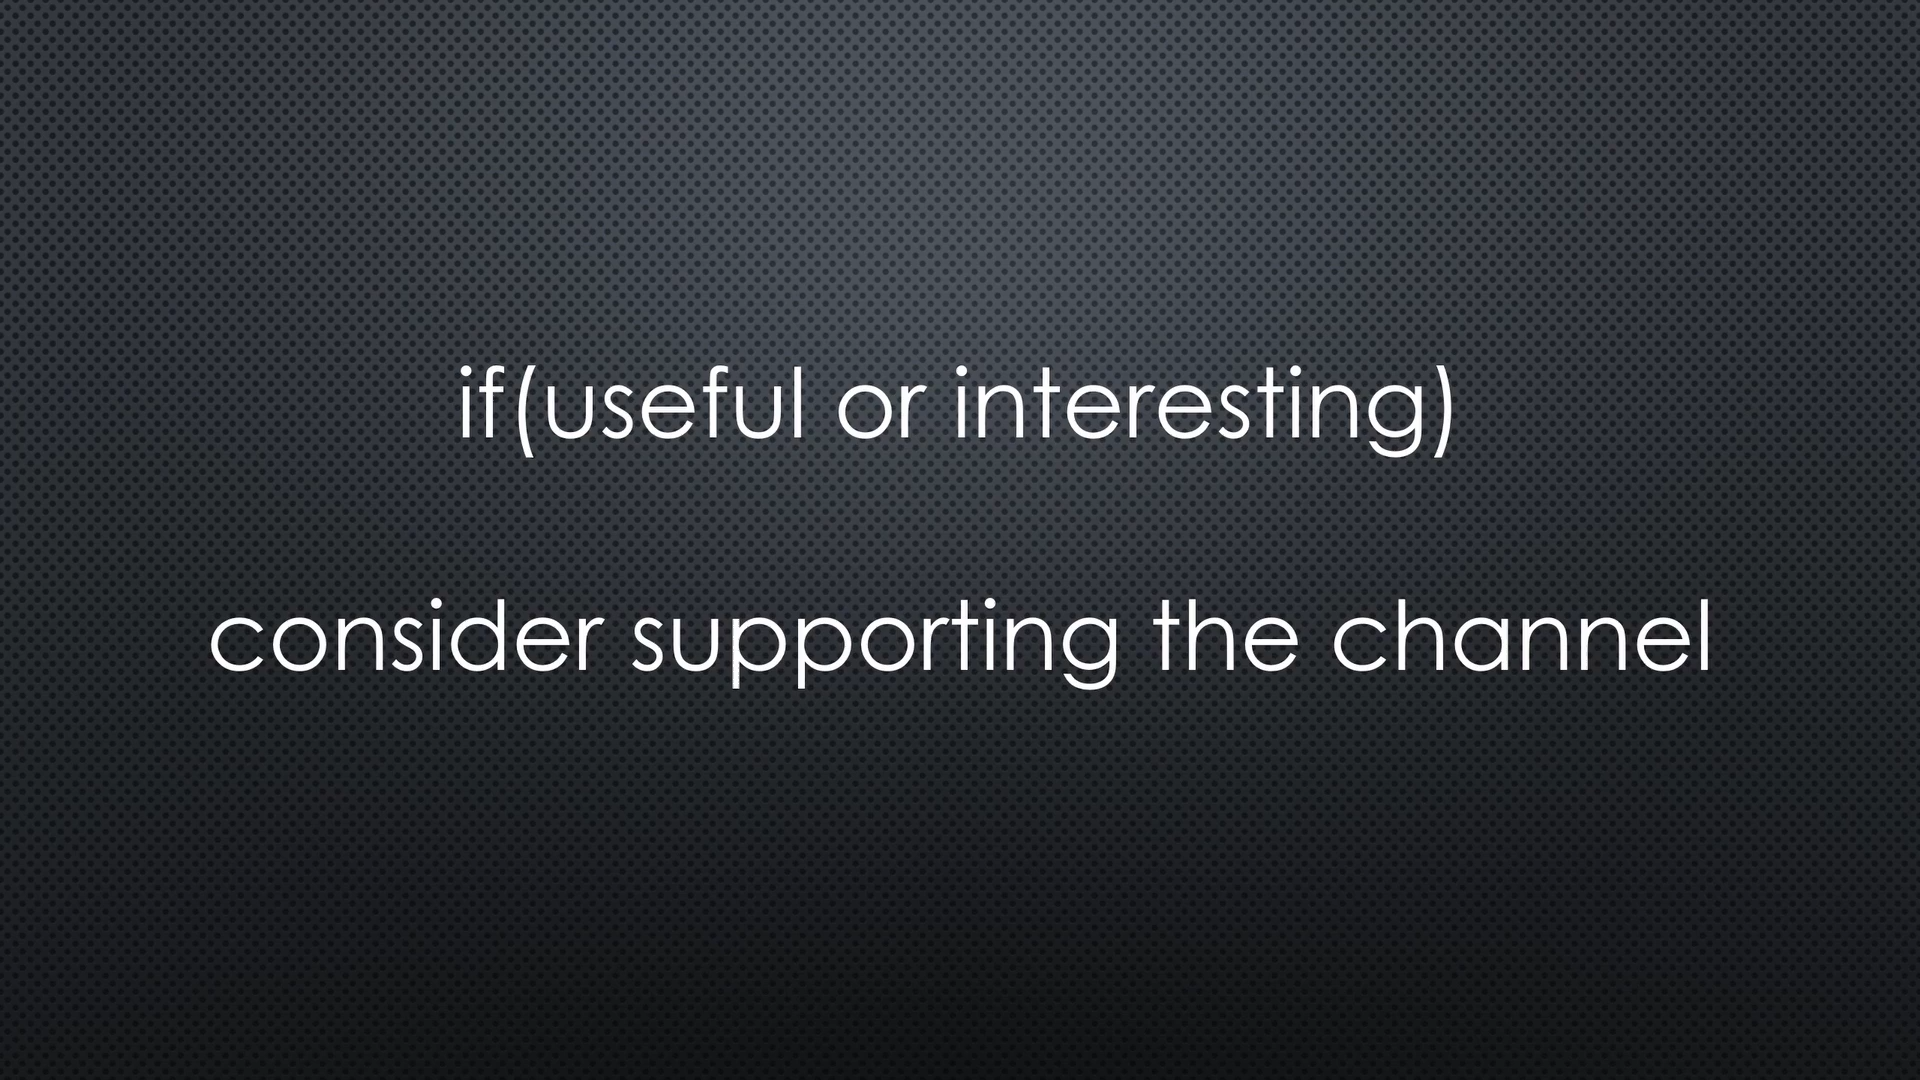 if(useful or interesting)
consider supporting the channel